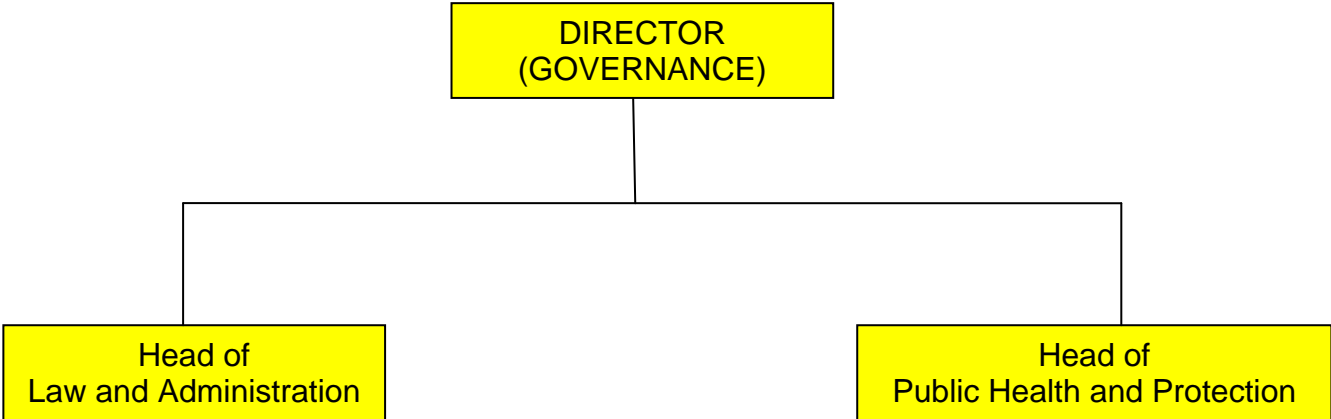 DIRECTOR
(GOVERNANCE)
Head of
Law and Administration
Head of
Public Health and Protection